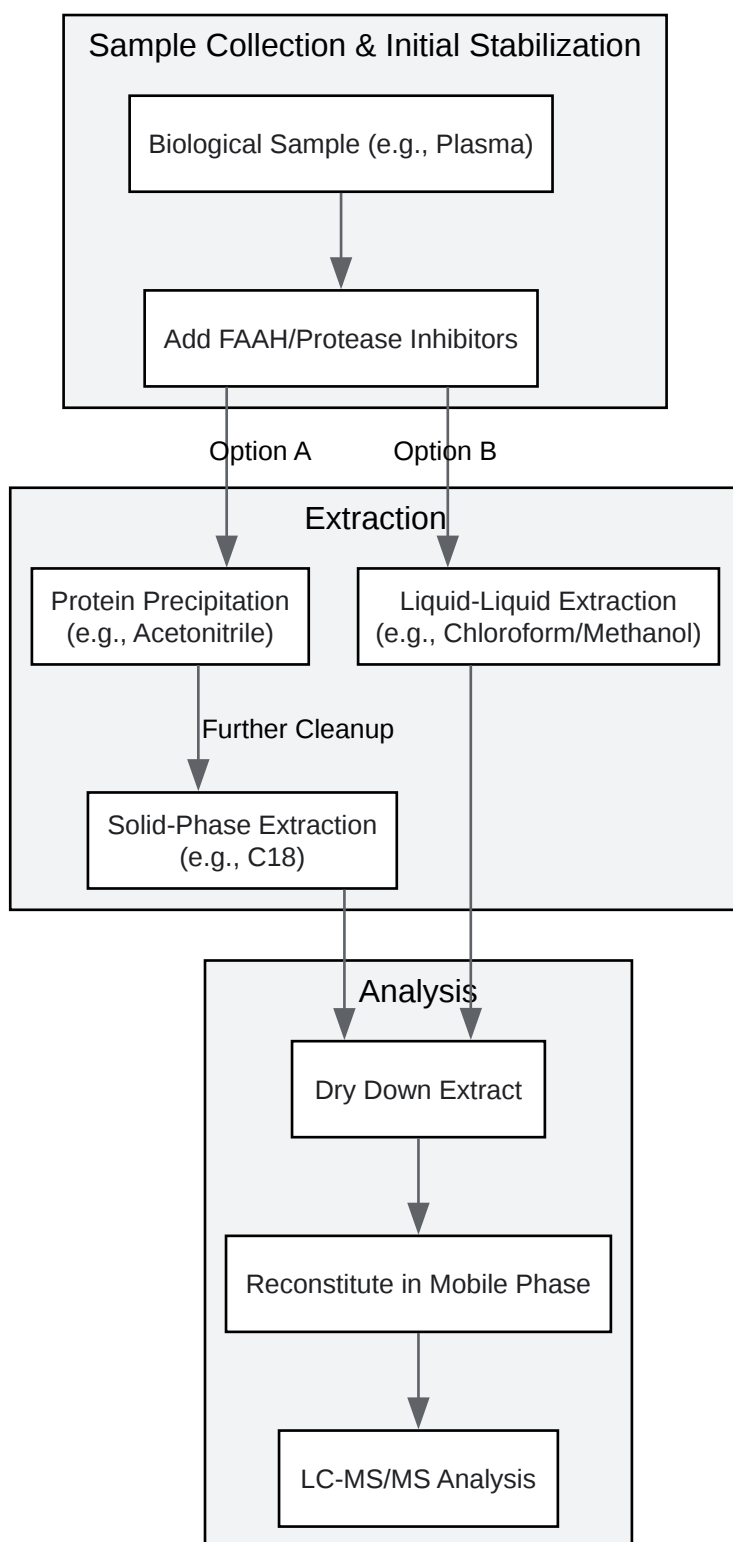 Sample Collection & Initial Stabilization
Biological Sample (e.g., Plasma)
Add FAAH/Protease Inhibitors
Option A
Option B
Extraction
Protein Precipitation
(e.g., Acetonitrile)
Liquid-Liquid Extraction
(e.g., Chloroform/Methanol)
Further Cleanup
Solid-Phase Extraction
(e.g., C18)
Analysis
Dry Down Extract
Reconstitute in Mobile Phase
LC-MS/MS Analysis